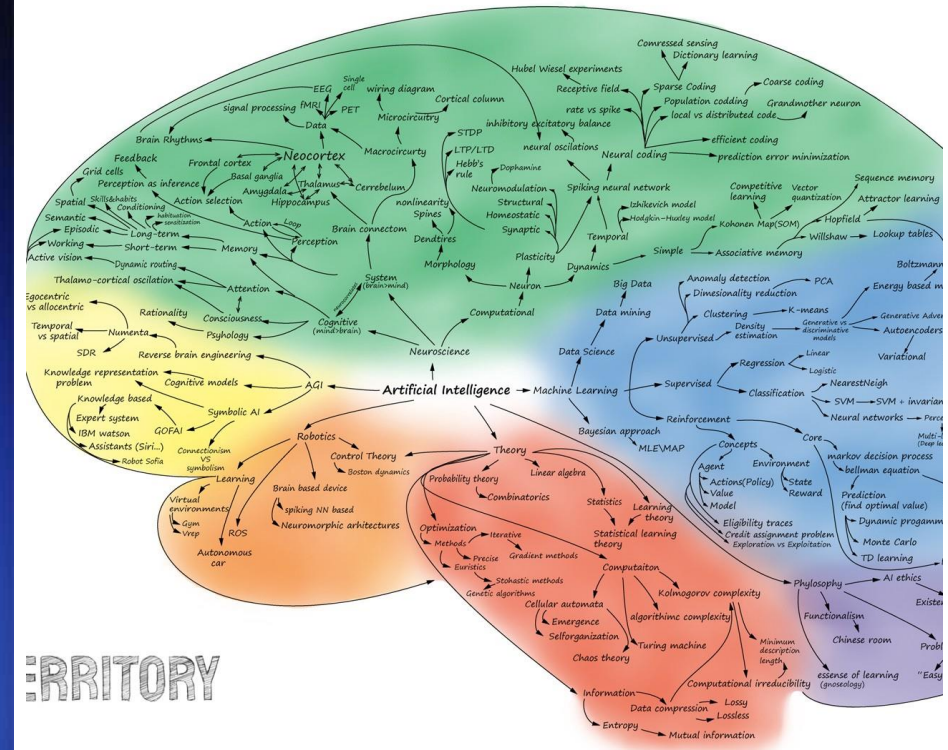 Comressed sensing
Dictionary learning
Hubel Wiesel experiments
Receptive field
Sparse Coding
Coarse coding
Population codding
Grandmother neuron
rate vs spike
local vs distributed code
inhibitory excitatory balance
efficient coding
neural oscilations
Neural coding
prediction error minimization
EEG
Single cell
wiring diagram
signal processing
fMRI
PET
Cortical column
Microcircuitry
Data
Brain Rhythms
STDP
LTP/LTD
Hebb's rule
Dophamine
Neocortex
Macrocircurty
Feedback
Frontal cortex
Grid cells
Perception as inference
Basal ganglia
Thalamus
Cerrebelum
Amygdala
Hippocampus
Spatial
Skills&habits
Conditioning
Action selection
habituation
sensitization
Semantic
Episodic
Long-term
Action
Loop
Perception
Working
Short-term
Memory
Active vision
Dynamic routing
Thalamo-cortical oscilation
Attention
nonlinearity
Spines
Dendtires
Brain connectom
Morphology
Neuromodulation
Structural
Homeostatic
Synaptic
Spiking neural network
Izhikevich model
Hodgkin-Huxley model
Temporal
Plasticity
Dynamics
Simple
Neuron
Competitive learning
Vector quantization
Sequence memory
Attractor learning
Kohonen Map(SOM)
Hopfield
Willshaw
Lookup tables
Associative memory
System
(brain>mind)
Computational
Cognitive
(mind>brain)
Consciousness
Psyhology
Rationality
Neuroscience
Egocentric
vs allocentric
Temporal
vs spatial
Numenta
SDR
Reverse brain engineering
Knowledge representation
problem
Cognitive models
AGI
Knowledge based
Symbolic AI
Expert system
GOFAI
IBM watson
Assistants (Siri...)
Robot Sofia
Connectionism
VS
symbolism
Artificial Intelligence
Machine Learning
Big Data
Data mining
Data Science
Anomaly detection
Dimesionality reduction
PCA
Boltzmann
Energy based m
Clustering
K-means
Unsupervised
Density
estimation
Generative vs
discriminative
models
Generative Adver
Autoencoders
Variational
Regression
Linear
Logistic
Supervised
Classification
NearestNeigh
SVM
SVM + invarian
Neural networks
Perce
Multi-
(Deep le
Reinforcement
Bayesian approach
MLE\MAP
Concepts
Core
Agent
Environment
Actions(Policy)
State
Value
Reward
Model
markov decision process
bellman equation
Prediction
(find optimal value)
Eligibility traces
Credit assignment problem
Exploration vs Exploitation
Dynamic progamm
Monte Carlo
TD learning
Robotics
Control Theory
Boston dynamics
Learning
Brain based device
Virtual
environments
spiking NN based
Gym
Vrep
ROS
Neuromorphic arhitectures
Autonomous
car
Theory
Probability theory
Linear algebra
Combinatorics
Statistics
Learning
theory
Statistical learning
theory
Optimization
Methods
Iterative
Precise
Gradient methods
Euristics
Stohastic methods
Genetic algorithms
Computaiton
Kolmogorov complexity
Cellular automata
algorithimc complexity
Emergence
Selforganization
Turing machine
Chaos theory
Minimum
description
length
Computational irreducibility
Information
Data compression
Lossy
Lossless
Entropy
Mutual information
Phylosophy
AI ethics
Existen
Functionalism
Chinese room
Probl
essense of learning
(gnoseology)
"Easy
ERRITORY